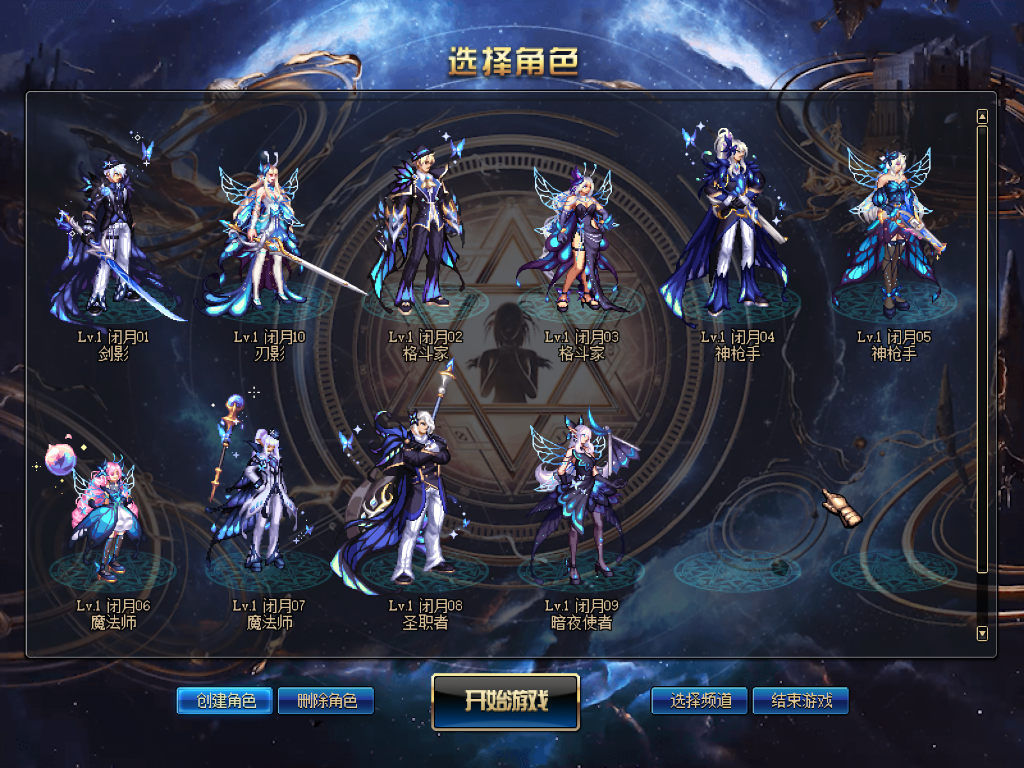 选择角色
Lv.1 闭月01
剑影
Lv.1 闭月10
刃影
Lv.1 闭月02
格斗家
Lv.1 闭月03
格斗家
Lv.1 闭月04
神枪手
Lv.1 闭月05
神枪手
Lv.1 闭月06
魔法师
Lv.1 闭月07
魔法师
Lv.1 闭月08
圣职者
Lv.1 闭月09
暗夜使者
创建角色
删除角色
开始游戏
选择频道
结束游戏